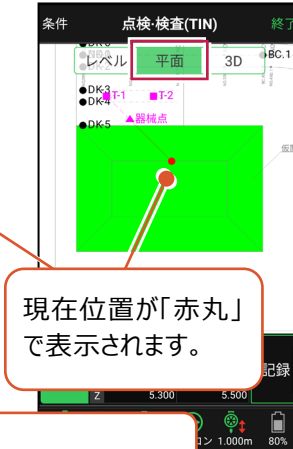 条件 点検・検査(TIN) 終了
レベル 平面 3D
BC.1
DK-3
DK-4
T-1 T-2
器械点
DK-5
現在位置が「赤丸」
で表示されます。
記録
Z 5.300 5.500
コン 1.000m 80%